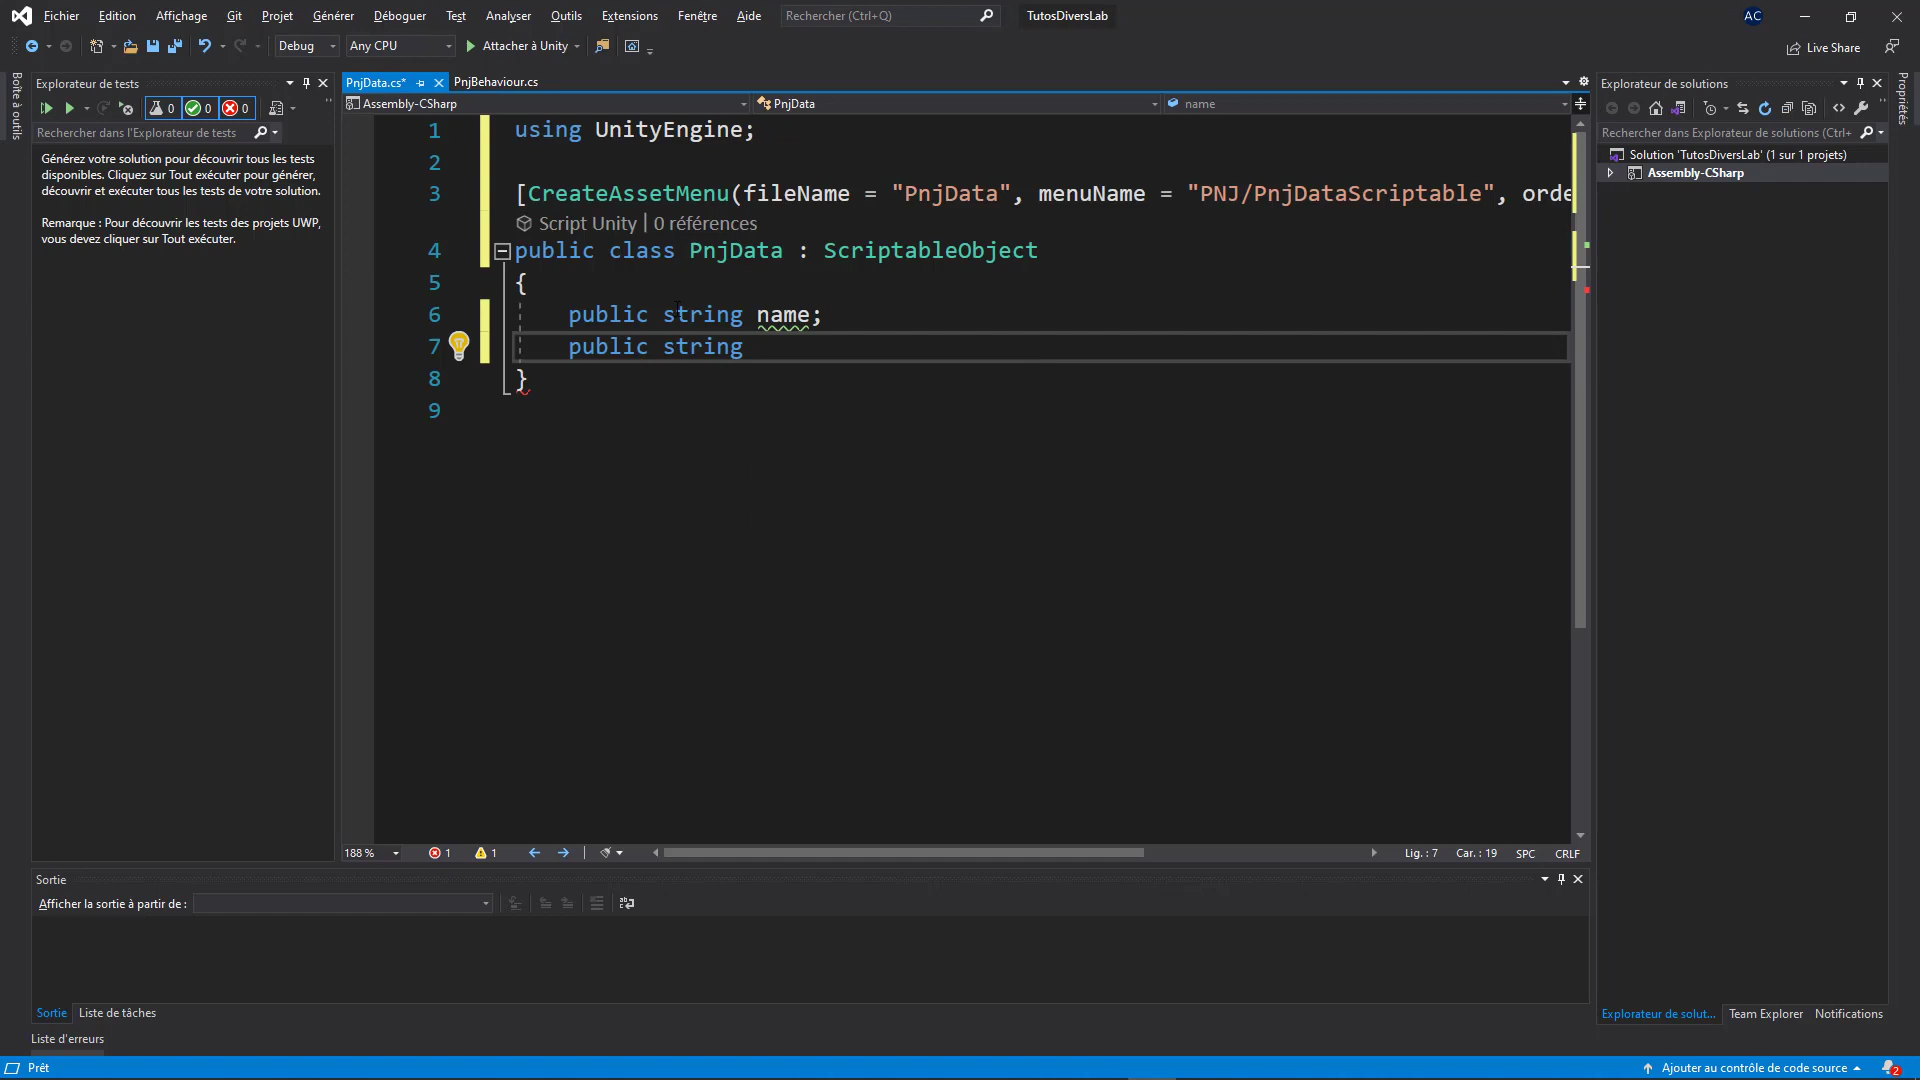 Fichier Edition Affichage Git Projet Générer Déboguer Test Analyser Outils Extensions Fenêtre Aide Rechercher (Ctrl+Q) TutosDiversLab AC
Debug Any CPU Attacher à Unity Live Share
Boîte à outils
Explorateur de tests
0 0 0
Rechercher dans l'Explorateur de tests
Générez votre solution pour découvrir tous les tests
disponibles. Cliquez sur Tout exécuter pour générer,
découvrir et exécuter tous les tests de votre solution.
Remarque : Pour découvrir les tests des projets UWP,
vous devez cliquer sur Tout exécuter.
PnjData.cs* PnjBehaviour.cs
Assembly-CSharp PnjData name
1 using UnityEngine;
2
3 [CreateAssetMenu(fileName = "PnjData", menuName = "PNJ/PnjDataScriptable", orde
Script Unity | 0 références
4 public class PnjData : ScriptableObject
5 {
6 public string name;
7 public string
8 }
9
188 % 1 1 Lig. : 7 Car. : 19 SPC CRLF
Explorateur de solutions
Rechercher dans Explorateur de solutions (Ctrl+
Solution 'TutosDiversLab' (1 sur 1 projets)
Assembly-CSharp
Propriétés
Sortie
Afficher la sortie à partir de :
Sortie Liste de tâches
Explorateur de solut... Team Explorer Notifications
Liste d'erreurs
Prêt Ajouter au contrôle de code source 2